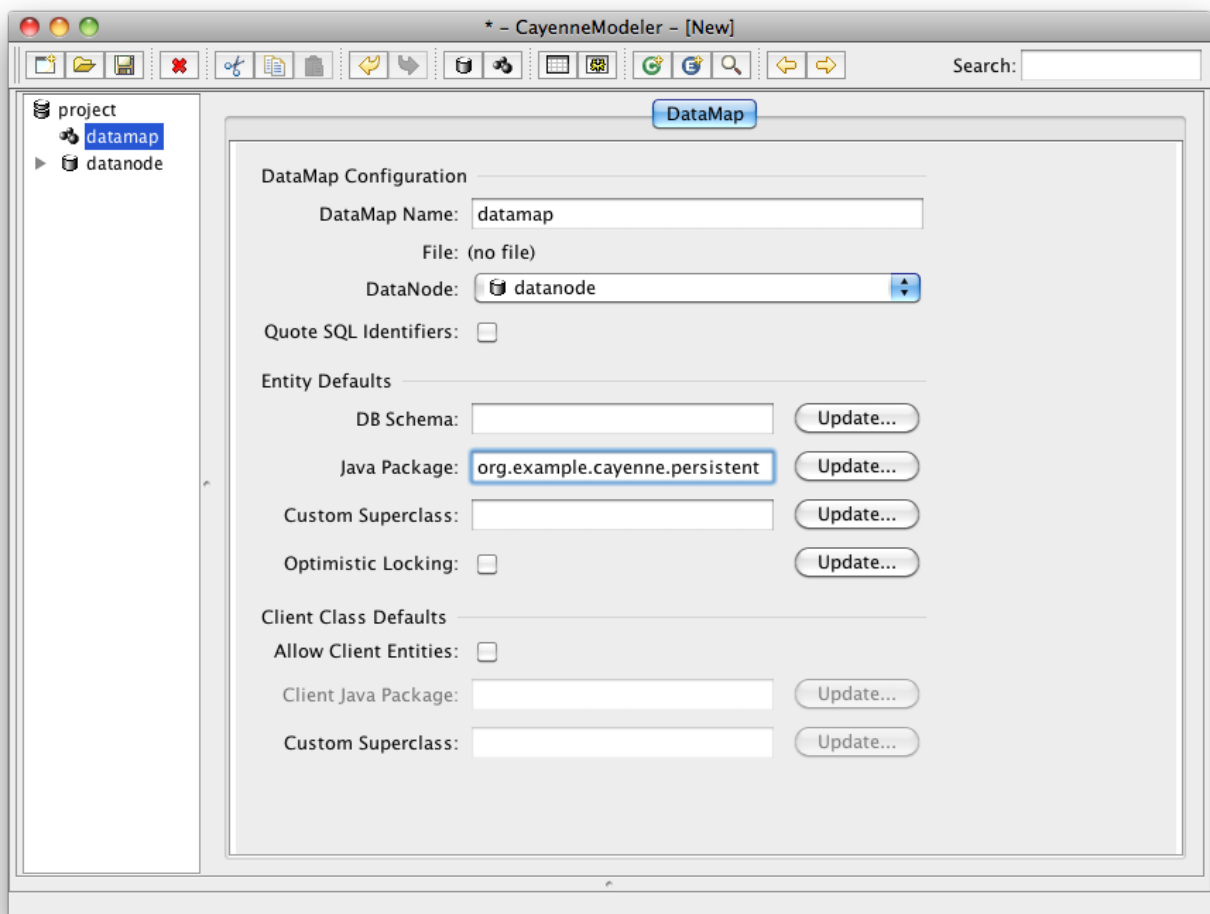 * – CayenneModeler – [New]
Search:
project
datamap
datanode
DataMap
DataMap Configuration
DataMap Name: datamap
File: (no file)
DataNode: datanode
Quote SQL Identifiers:
Entity Defaults
DB Schema: Update...
Java Package: org.example.cayenne.persistent Update...
Custom Superclass: Update...
Optimistic Locking: Update...
Client Class Defaults
Allow Client Entities:
Client Java Package: Update...
Custom Superclass: Update...